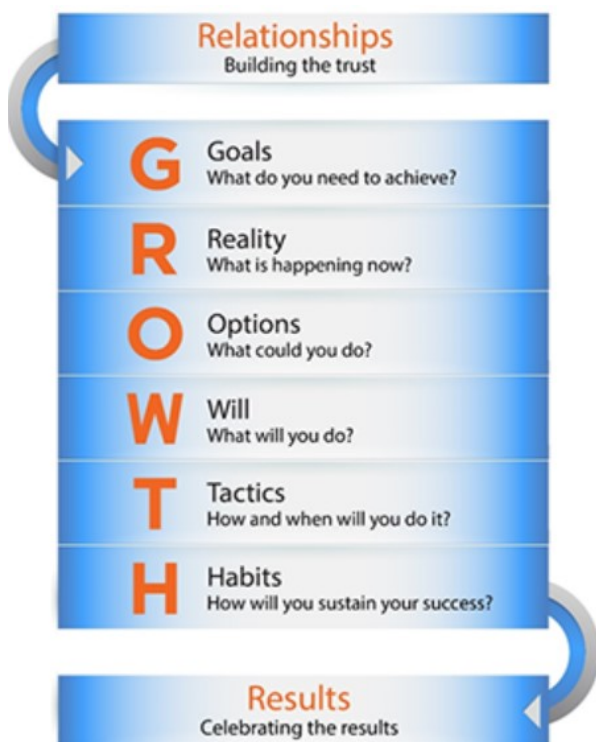 Relationships
Building the trust
G Goals
What do you need to achieve?
R Reality
What is happening now?
O Options
What could you do?
W Will
What will you do?
T Tactics
How and when will you do it?
H Habits
How will you sustain your success?
Results
Celebrating the results